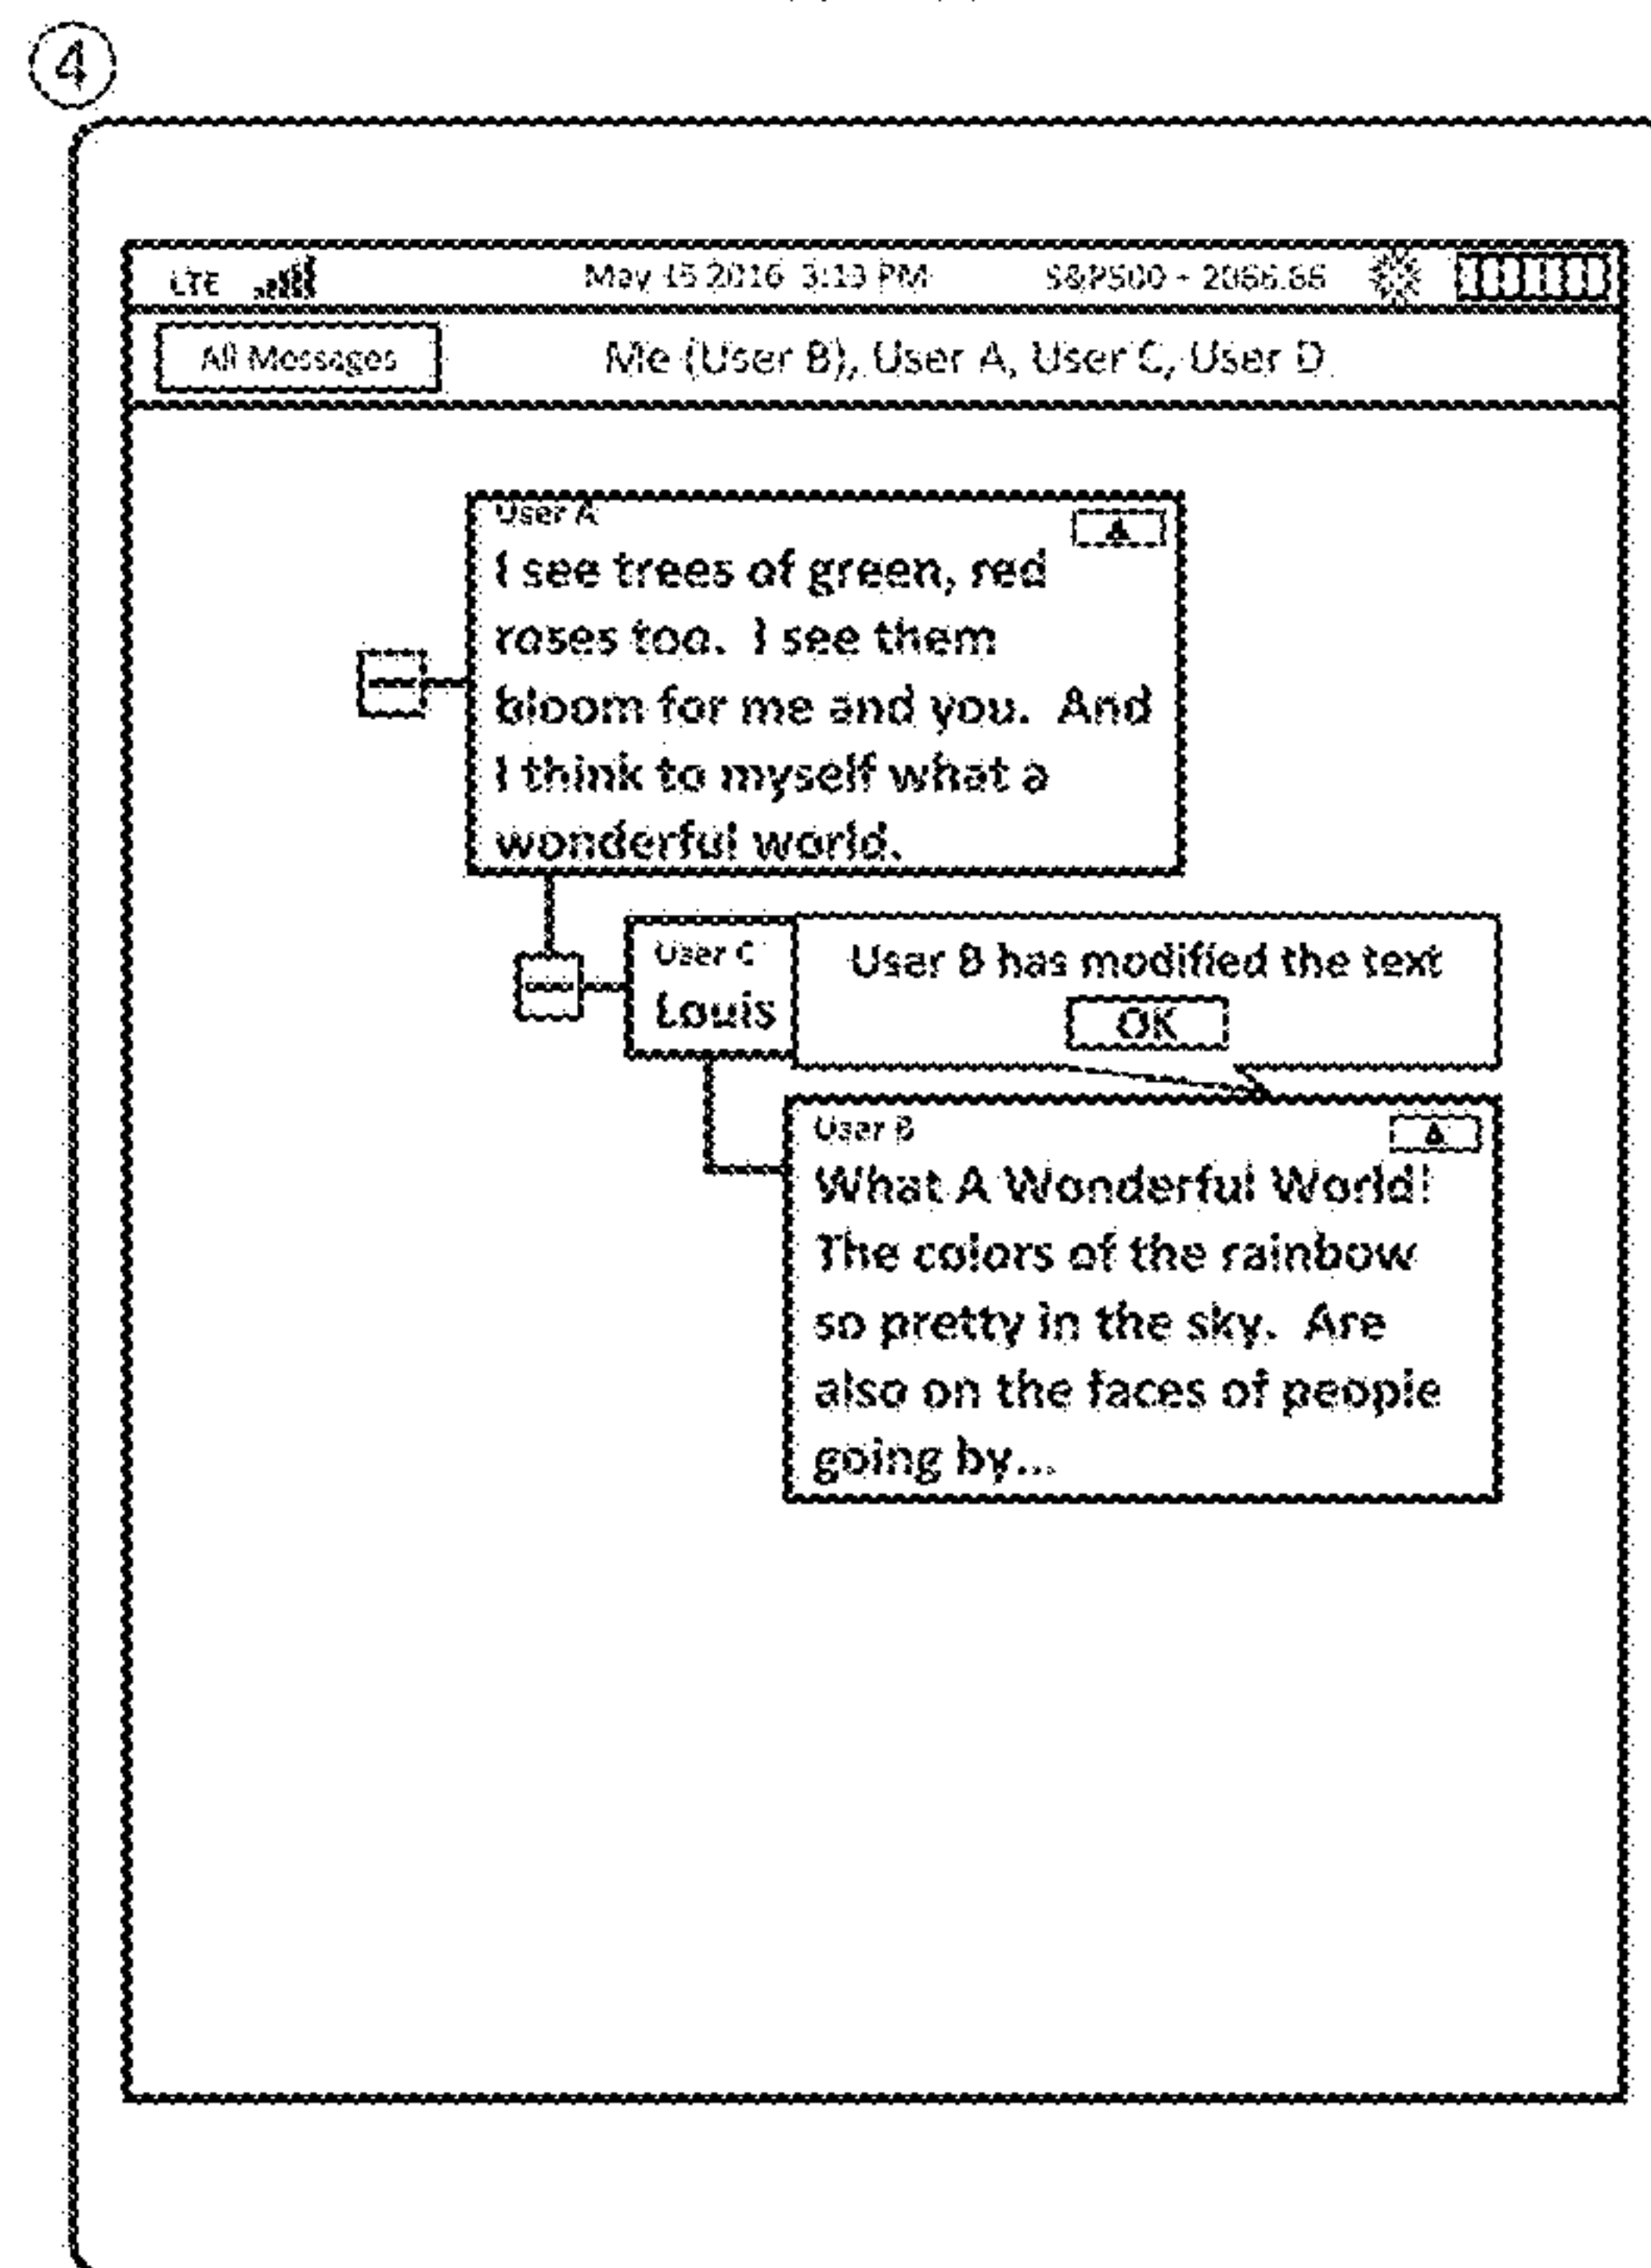 4
LTE May 15 2016 3:13 PM S&P500 - 2066.66
All Messages Me (User B), User A, User C, User D
User A
I see trees of green, red
roses too. I see them
bloom for me and you. And
I think to myself what a
wonderful world.
User C
Louis
User B has modified the text
OK
User B
What A Wonderful World!
The colors of the rainbow
so pretty in the sky. Are
also on the faces of people
going by...